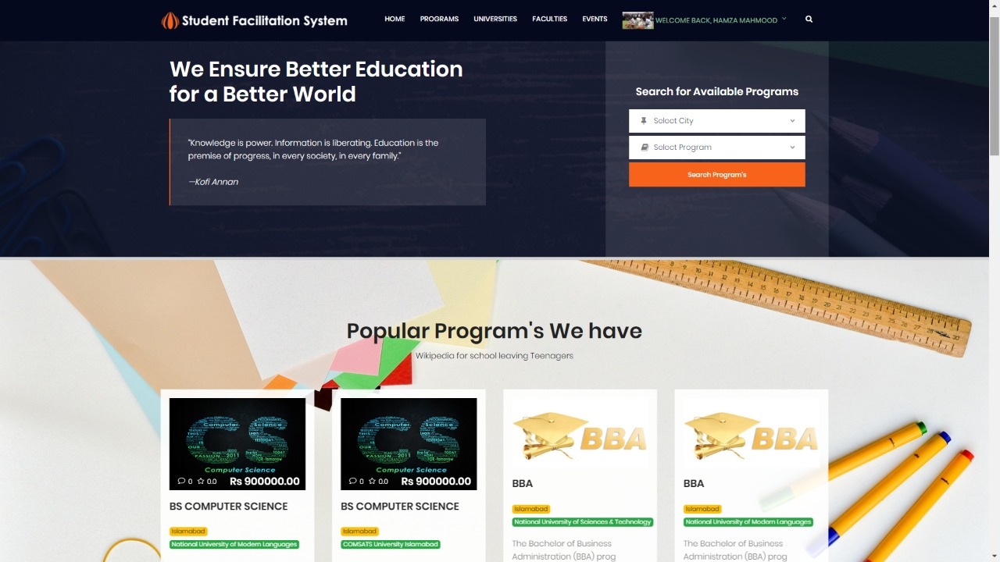 Student Facilitation System
HOME PROGRAMS UNIVERSITIES FACULTIES EVENTS WELCOME BACK, HAMZA MAHMOOD
We Ensure Better Education
for a Better World
"Knowledge is power. Information is liberating. Education is the
premise of progress, in every society, in every family."
—Kofi Annan
Search for Available Programs
Select City
Select Program
Search Program's
Popular Program's We have
Wikipedia for school leaving Teenagers
CS
Computer Science
0 0.0 Rs 900000.00
BS COMPUTER SCIENCE
Islamabad
National University of Modern Languages
CS
Computer Science
0 0.0 Rs 900000.00
BS COMPUTER SCIENCE
Islamabad
COMSATS University Islamabad
BBA
BBA
Islamabad
National University of Sciences & Technology
The Bachelor of Business
Administration (BBA) prog
BBA
BBA
Islamabad
National University of Modern Languages
The Bachelor of Business
Administration (BBA) prog